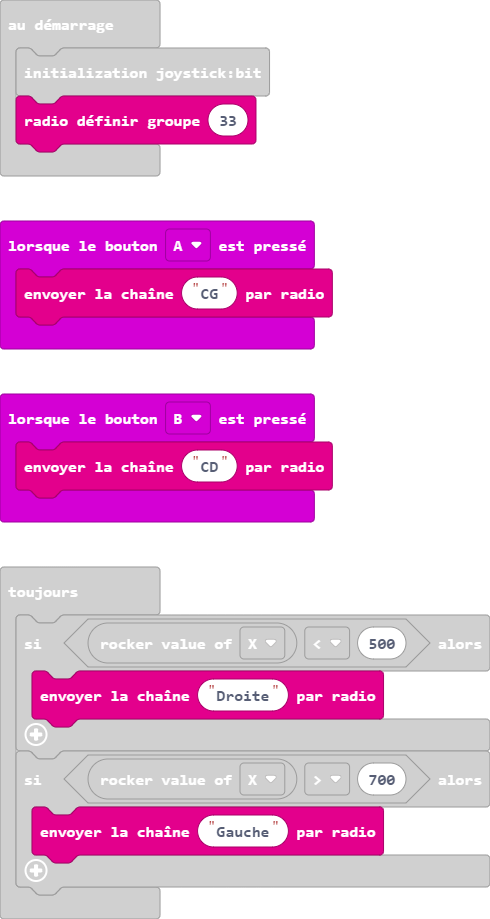 au démarrage
initialization joystick:bit
radio définir groupe 33
lorsque le bouton A est pressé
envoyer la chaîne "CG" par radio
lorsque le bouton B est pressé
envoyer la chaîne "CD" par radio
toujours
si rocker value of X < 500 alors
envoyer la chaîne "Droite" par radio
si rocker value of X > 700 alors
envoyer la chaîne "Gauche" par radio